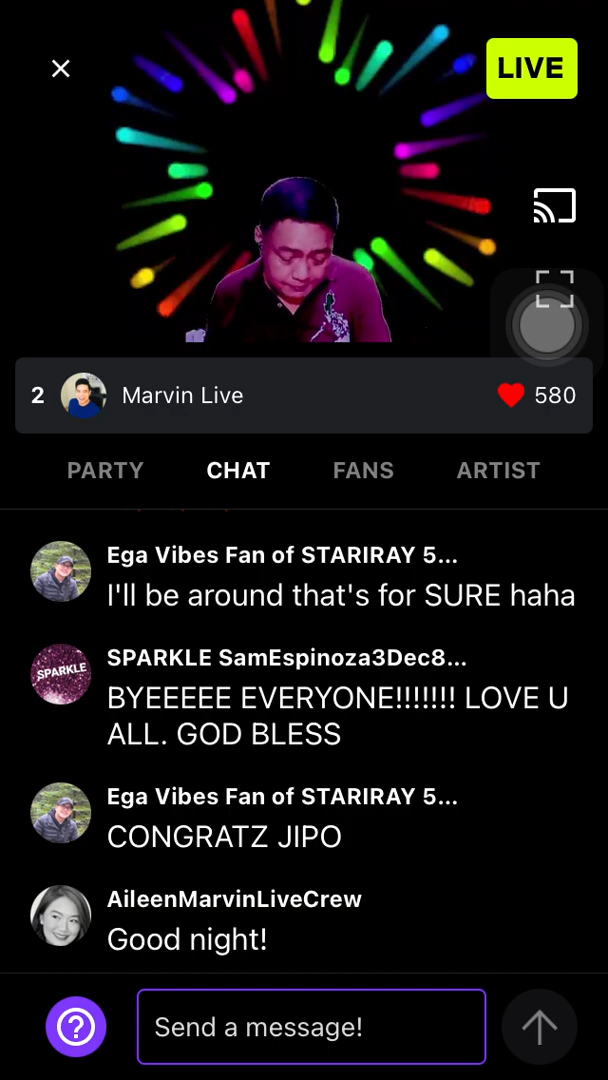 LIVE
2 Marvin Live 580
PARTY CHAT FANS ARTIST
Ega Vibes Fan of STARIRAY 5...
I'll be around that's for SURE haha
SPARKLE
SPARKLE SamEspinoza3Dec8...
BYEEEEE EVERYONE!!!!!!! LOVE U
ALL. GOD BLESS
Ega Vibes Fan of STARIRAY 5...
CONGRATZ JIPO
AileenMarvinLiveCrew
Good night!
Send a message!